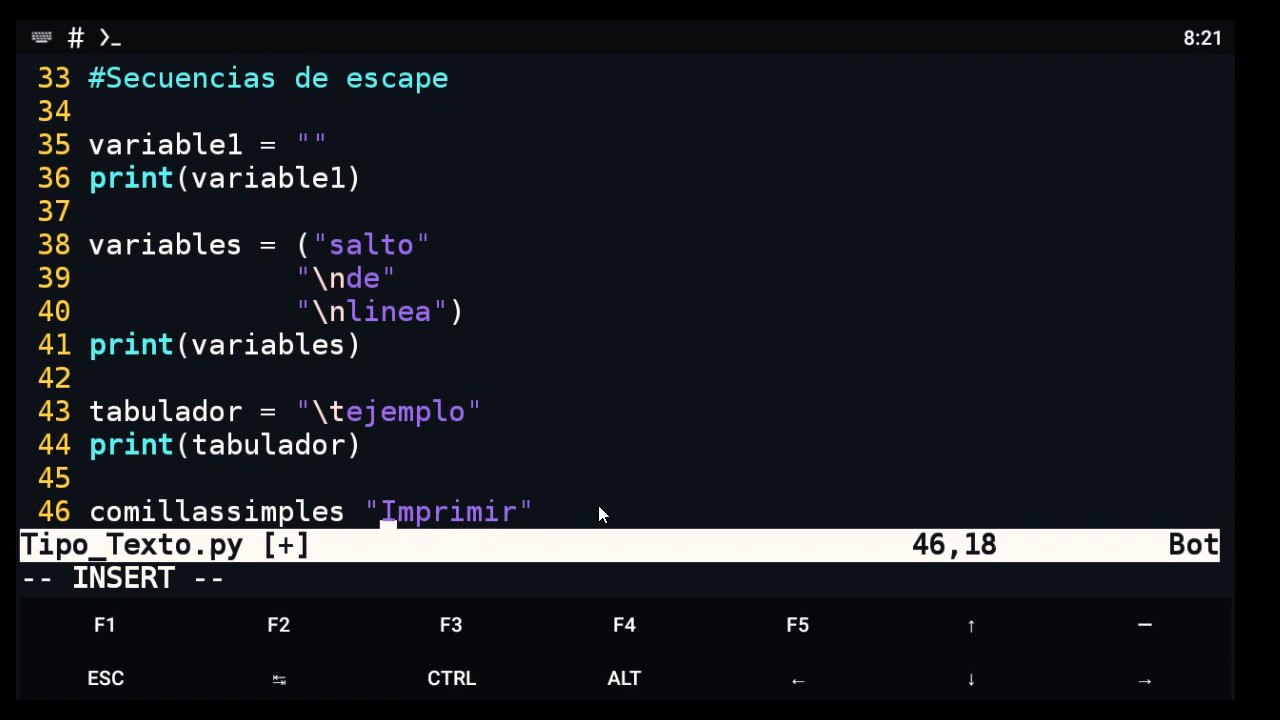 # ❯_ 8:21
33 #Secuencias de escape
34
35 variable1 = ""
36 print(variable1)
37
38 variables = ("salto"
39 "\nde"
40 "\nlinea")
41 print(variables)
42
43 tabulador = "\tejemplo"
44 print(tabulador)
45
46 comillassimples "Imprimir"
Tipo_Texto.py [+] 46,18 Bot
-- INSERT --
F1 F2 F3 F4 F5 ↑ —
ESC ↹ CTRL ALT ← ↓ →